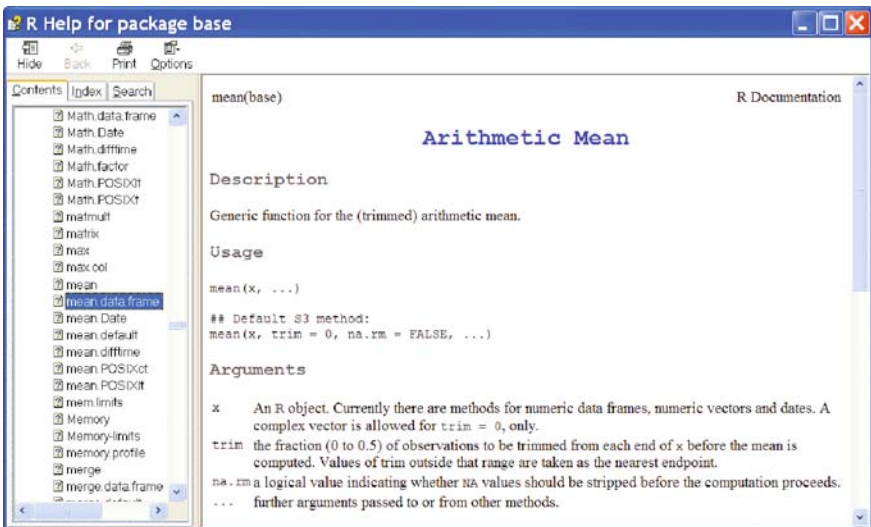 R Help for package base
Hide Back Print Options
Contents Index Search
Math.data.frame
Math.Date
Math.difftime
Math.factor
Math.POSIXlt
Math.POSIXt
matmult
matrix
max
max.col
mean
mean.data.frame
mean.Date
mean.default
mean.difftime
mean.POSIXct
mean.POSIXlt
mem.limits
Memory
Memory-limits
memory.profile
merge
merge.data.frame
mean(base) R Documentation
Arithmetic Mean
Description
Generic function for the (trimmed) arithmetic mean.
Usage
mean(x, ...)
## Default S3 method:
mean(x, trim = 0, na.rm = FALSE, ...)
Arguments
x An R object. Currently there are methods for numeric data frames, numeric vectors and dates. A
complex vector is allowed for trim = 0, only.
trim the fraction (0 to 0.5) of observations to be trimmed from each end of x before the mean is
computed. Values of trim outside that range are taken as the nearest endpoint.
na.rm a logical value indicating whether NA values should be stripped before the computation proceeds.
... further arguments passed to or from other methods.